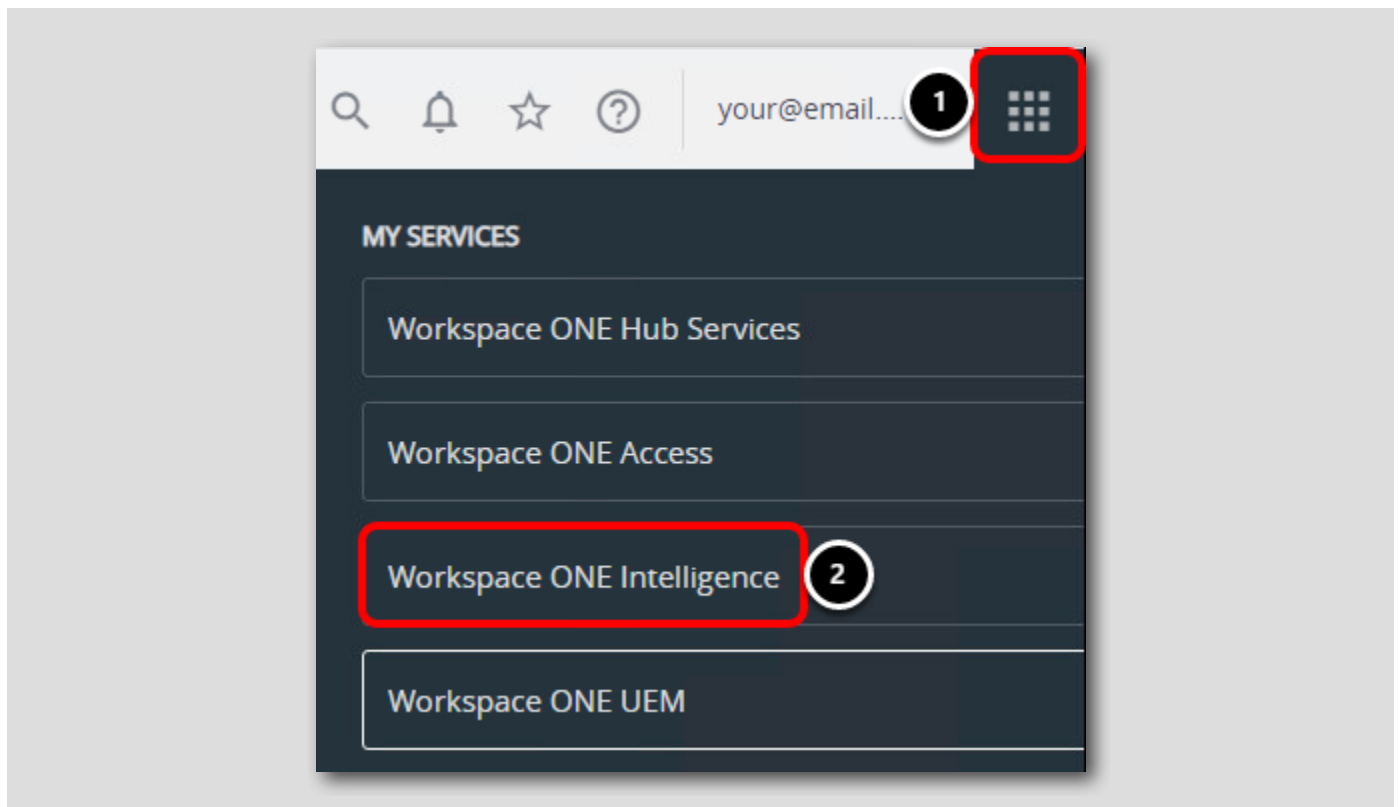 your@email.... 1
MY SERVICES
Workspace ONE Hub Services
Workspace ONE Access
Workspace ONE Intelligence 2
Workspace ONE UEM